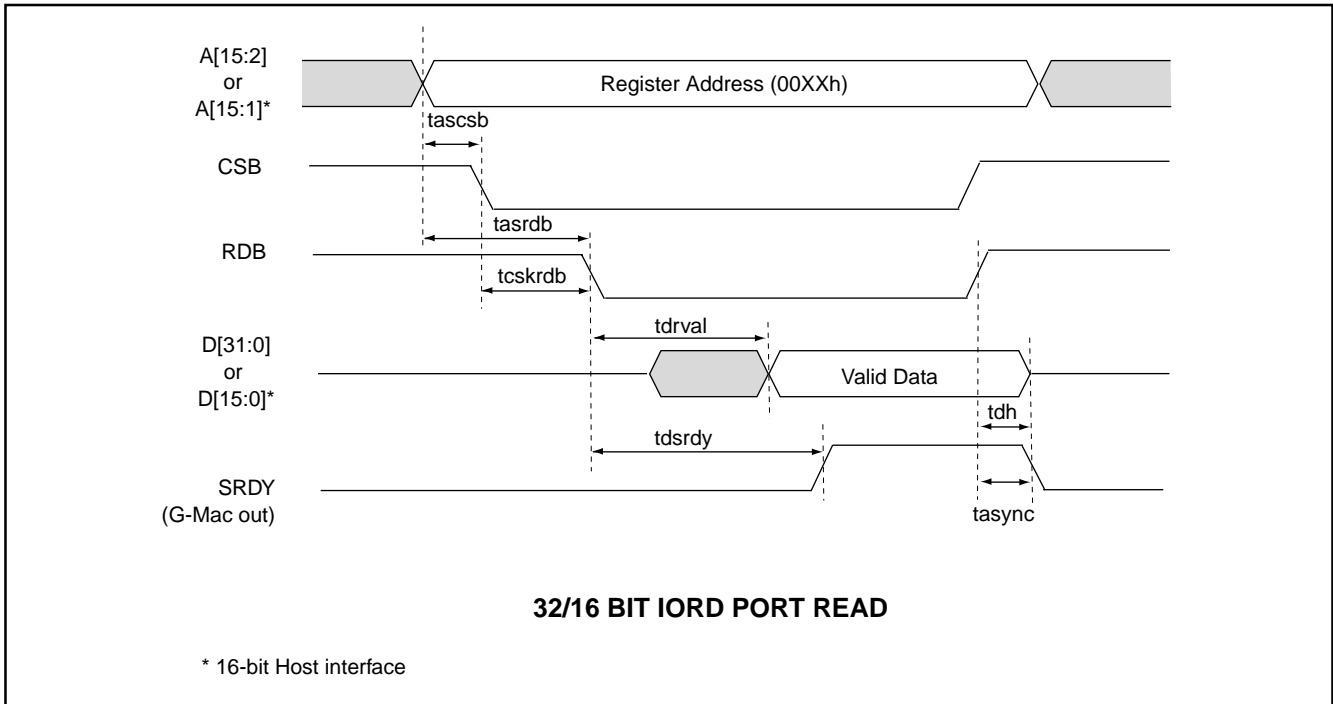 A[15:2]
or
A[15:1]*
Register Address (00XXh)
tascsb
CSB
tasrdb
RDB
tcskrdb
tdrval
D[31:0]
or
D[15:0]*
Valid Data
tdh
tdsrdy
SRDY
(G-Mac out)
tasync
32/16 BIT IORD PORT READ
* 16-bit Host interface